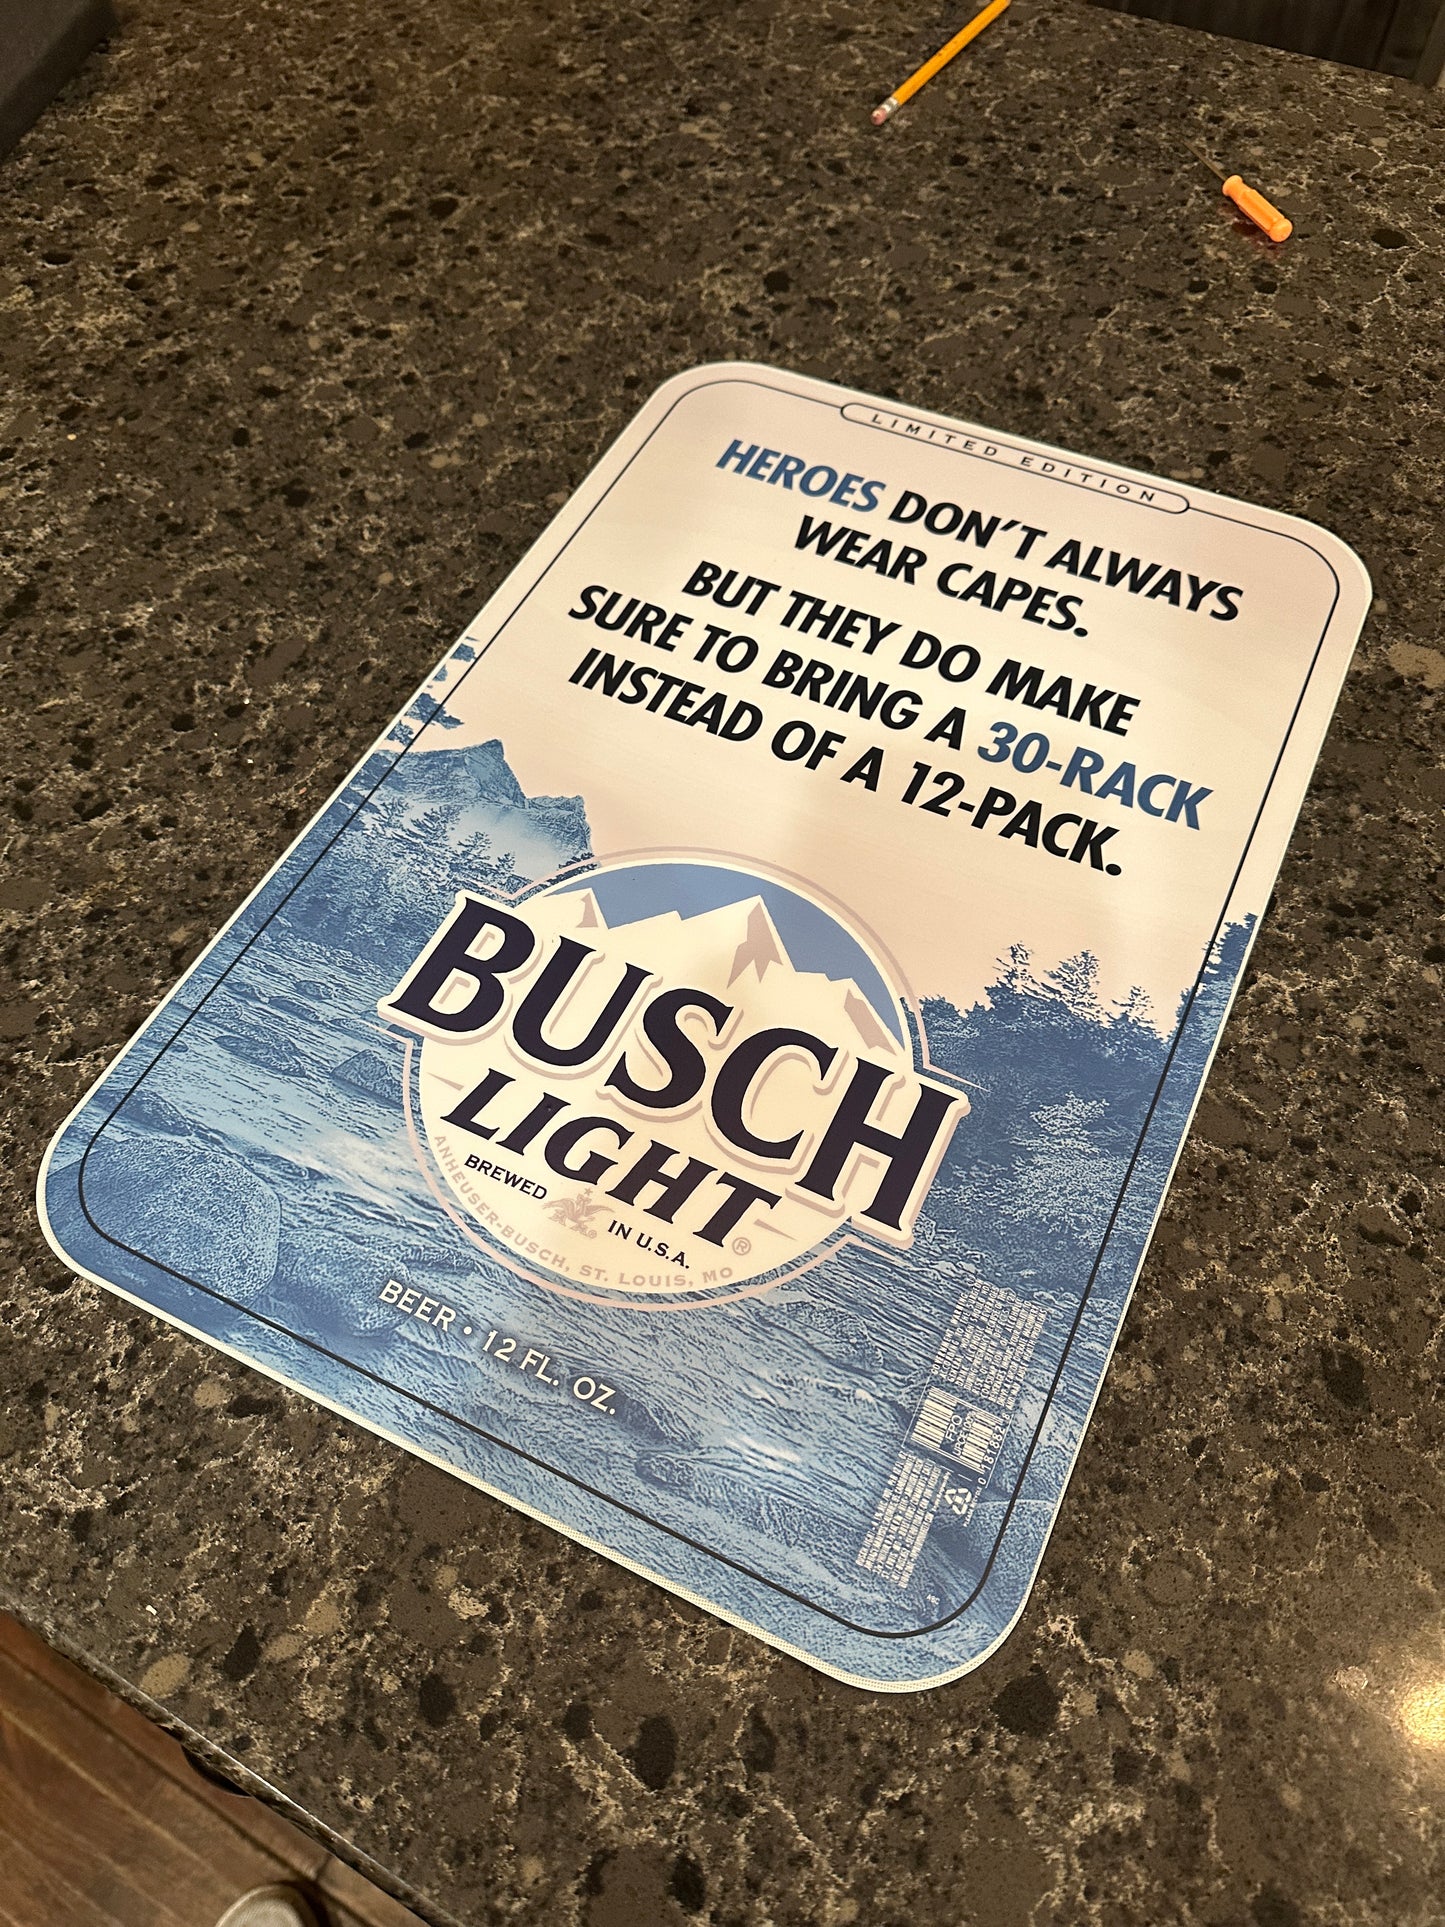 LIMITED EDITION
HEROES DON'T ALWAYS
WEAR CAPES.
BUT THEY DO MAKE
SURE TO BRING A 30-RACK
INSTEAD OF A 12-PACK.
BUSCH
LIGHT®
BREWED IN U.S.A.
ANHEUSER-BUSCH, ST. LOUIS, MO
BEER • 12 FL. OZ.
FPO